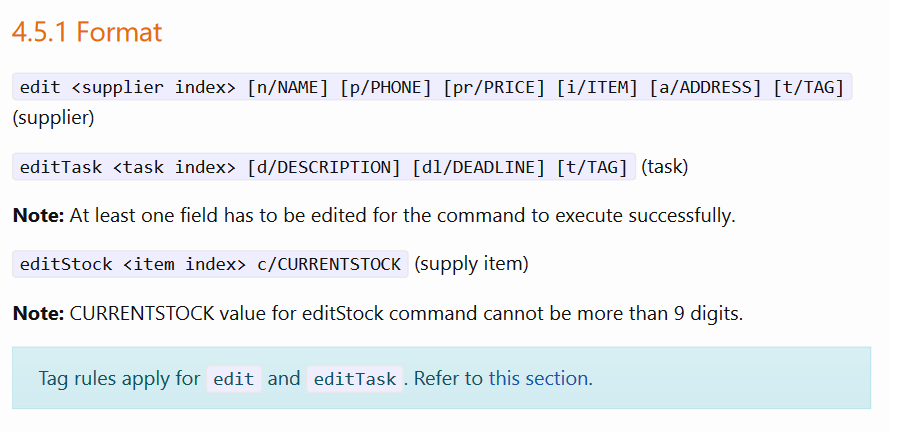 4.5.1 Format
edit <supplier index> [n/NAME] [p/PHONE] [pr/PRICE] [i/ITEM] [a/ADDRESS] [t/TAG]
(supplier)
editTask <task index> [d/DESCRIPTION] [dl/DEADLINE] [t/TAG] (task)
Note: At least one field has to be edited for the command to execute successfully.
editStock <item index> c/CURRENTSTOCK (supply item)
Note: CURRENTSTOCK value for editStock command cannot be more than 9 digits.
Tag rules apply for edit and editTask. Refer to this section.